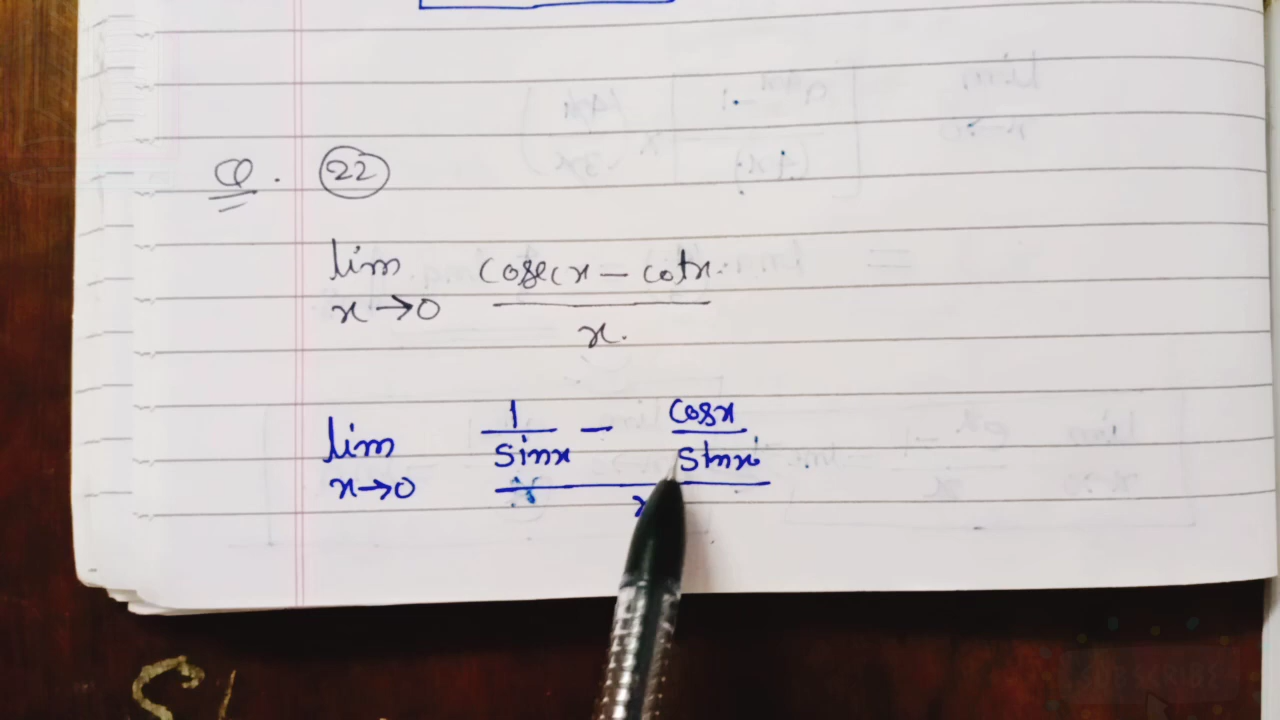 Q. 22
lim cosecx - cotx.
x→0 x.
lim 1/sinx - cosx/sinx
x→0 x